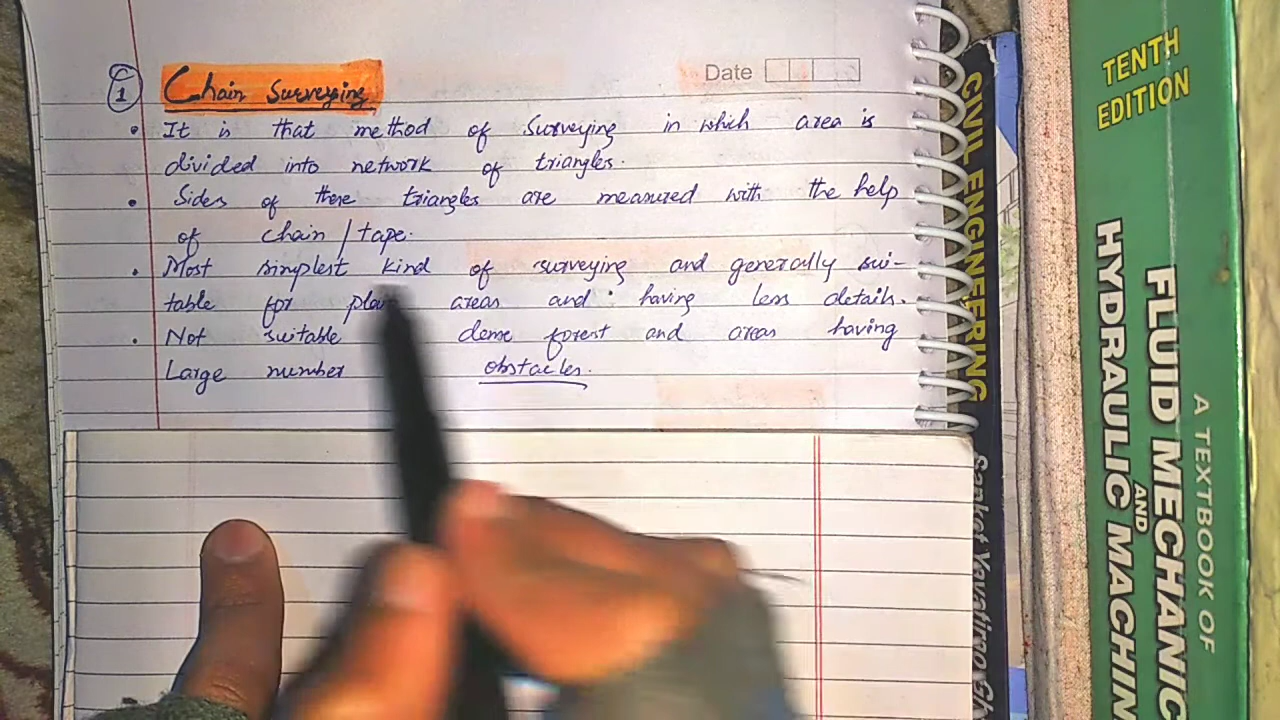 1 Chain Surveying
Date
• It is that method of Surveying in which area is
divided into network of triangles.
• Sides of these triangles are measured with the help
of chain/tape.
• Most simplest kind of surveying and generally sui-
table for areas and having less details.
• Not suitable dense forest and areas having
Large number obstacles.
CIVIL ENGINEERING
TENTH
EDITION
A TEXTBOOK OF
FLUID MECHANIC
AND
HYDRAULIC MACHIN